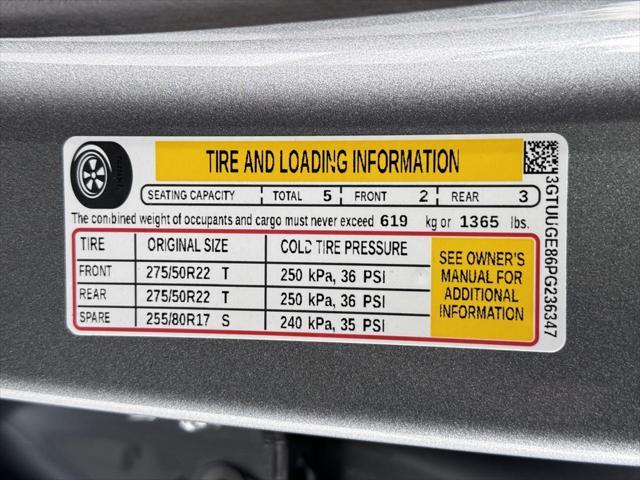 TIRE AND LOADING INFORMATION
SEATING CAPACITY TOTAL 5 FRONT 2 REAR 3
The combined weight of occupants and cargo must never exceed 619 kg or 1365 lbs.
TIRE ORIGINAL SIZE COLD TIRE PRESSURE
FRONT 275/50R22 T 250 kPa, 36 PSI
REAR 275/50R22 T 250 kPa, 36 PSI
SPARE 255/80R17 S 240 kPa, 35 PSI
SEE OWNER'S
MANUAL FOR
ADDITIONAL
INFORMATION
3GTUUGE86PG236347